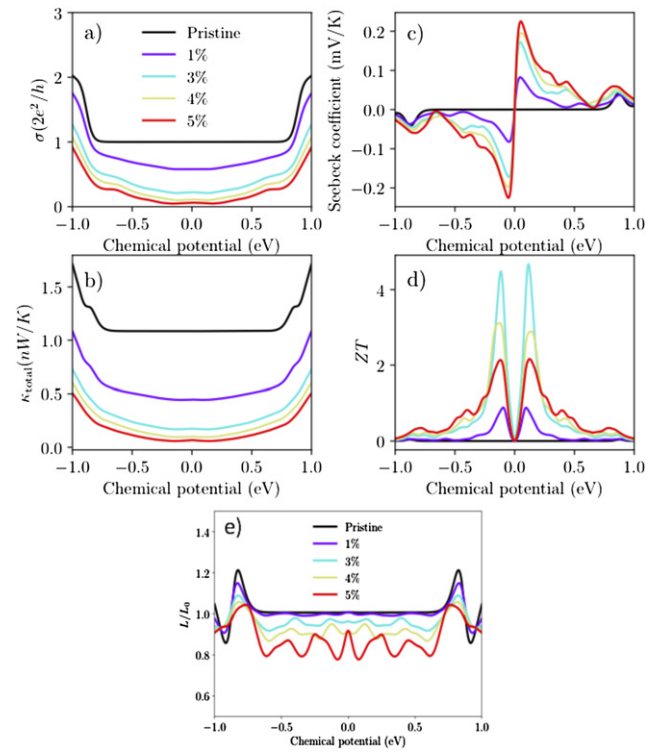 a)
Pristine
1%
3%
4%
5%
σ(2e²/h)
3
2
1
0
−1.0 −0.5 0.0 0.5 1.0
Chemical potential (eV)
c)
Seebeck coefficient (mV/K)
0.2
0.1
0.0
−0.1
−0.2
−1.0 −0.5 0.0 0.5 1.0
Chemical potential (eV)
b)
κtotal(nW/K)
1.5
1.0
0.5
0.0
−1.0 −0.5 0.0 0.5 1.0
Chemical potential (eV)
d)
ZT
4
2
0
−1.0 −0.5 0.0 0.5 1.0
Chemical potential (eV)
e)
Pristine
1%
3%
4%
5%
L/L₀
1.4
1.2
1.0
0.8
0.6
-1.0 -0.5 0.0 0.5 1.0
Chemical potential (eV)